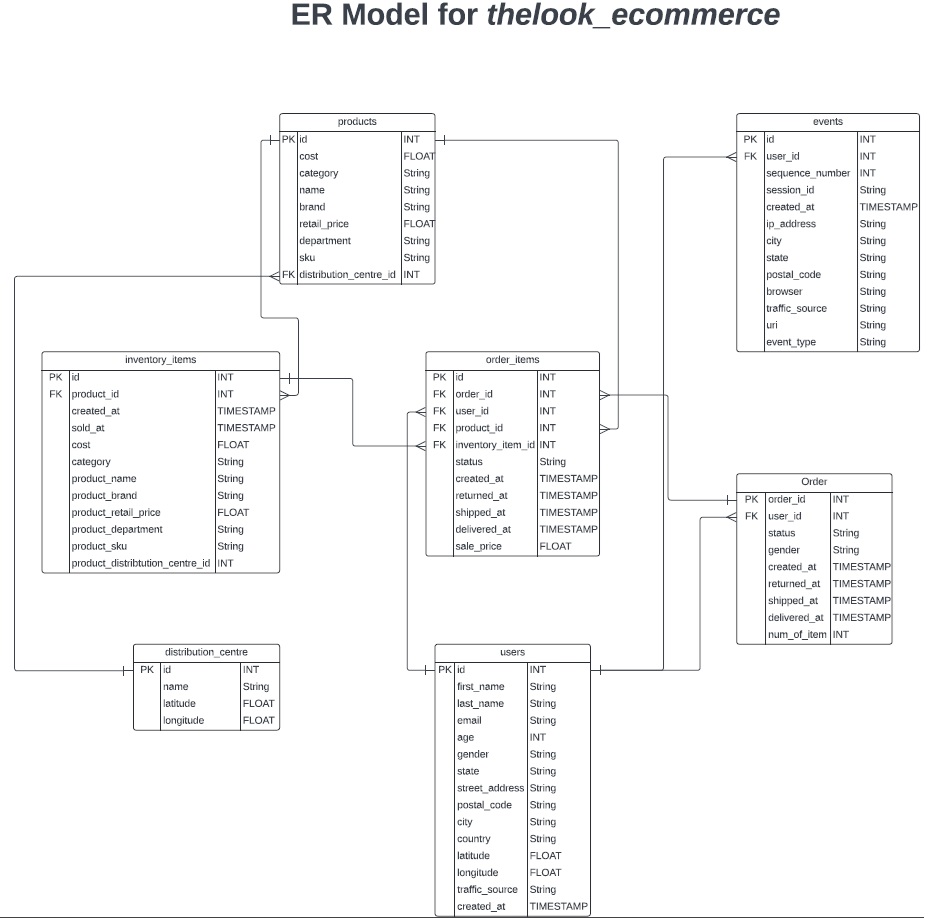 ER Model for thelook_ecommerce
products
PK id INT
cost FLOAT
category String
name String
brand String
retail_price FLOAT
department String
sku String
FK distribution_centre_id INT
events
PK id INT
FK user_id INT
sequence_number INT
session_id String
created_at TIMESTAMP
ip_address String
city String
state String
postal_code String
browser String
traffic_source String
uri String
event_type String
inventory_items
PK id INT
FK product_id INT
created_at TIMESTAMP
sold_at TIMESTAMP
cost FLOAT
category String
product_name String
product_brand String
product_retail_price FLOAT
product_department String
product_sku String
product_distribtution_centre_id INT
order_items
PK id INT
FK order_id INT
FK user_id INT
FK product_id INT
FK inventory_item_id INT
status String
created_at TIMESTAMP
returned_at TIMESTAMP
shipped_at TIMESTAMP
delivered_at TIMESTAMP
sale_price FLOAT
Order
PK order_id INT
FK user_id INT
status String
gender String
created_at TIMESTAMP
returned_at TIMESTAMP
shipped_at TIMESTAMP
delivered_at TIMESTAMP
num_of_item INT
distribution_centre
PK id INT
name String
latitude FLOAT
longitude FLOAT
users
PK id INT
first_name String
last_name String
email String
age INT
gender String
state String
street_address String
postal_code String
city String
country String
latitude FLOAT
longitude FLOAT
traffic_source String
created_at TIMESTAMP